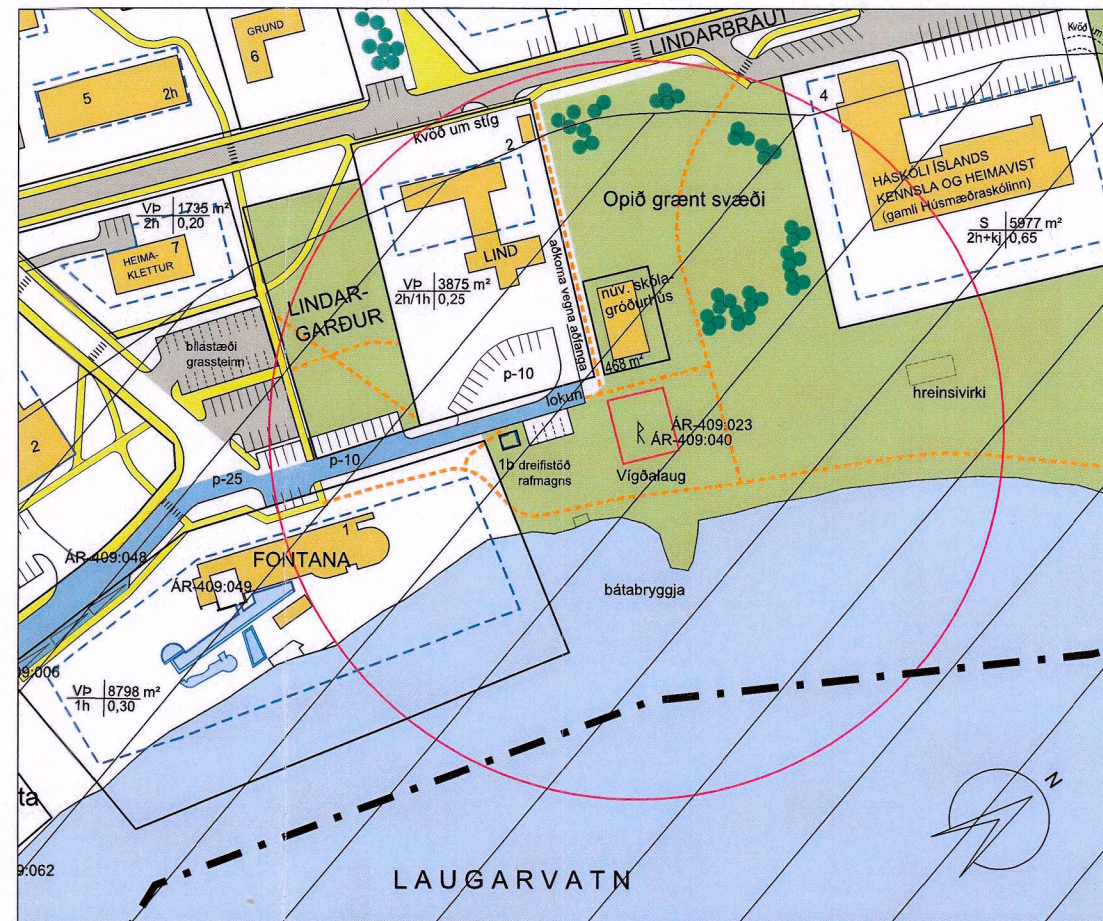 GRUND
6
LINDARBRAUT
Kvöð um
5
2h
kvöð um stíg
2
4
HÁSKÓLI ÍSLANDS
KENNSLA OG HEIMAVIST
(gamli Húsmæðraskólinn)
S 5977 m²
2h+kj 0,65
Opið grænt svæði
VÞ 1735 m²
2h 0,20
7
HEIMA-
KLETTUR
LIND
VÞ 3875 m²
2h/1h 0,25
aðkoma vegna aðfanga
núv. skóla-
gróðurhús
468 m²
LINDAR-
GARÐUR
bílastæði
grassteinn
p-10
lokun
hreinsivirki
ÁR-409:023
ÁR-409:040
Vígðalaug
2
p-10
p-25
1b dreifistöð
rafmagns
1
FONTANA
ÁR-409:048
ÁR-409:049
bátabryggja
9:006
VÞ 8798 m²
1h 0,30
N
ta
9:062
LAUGARVATN